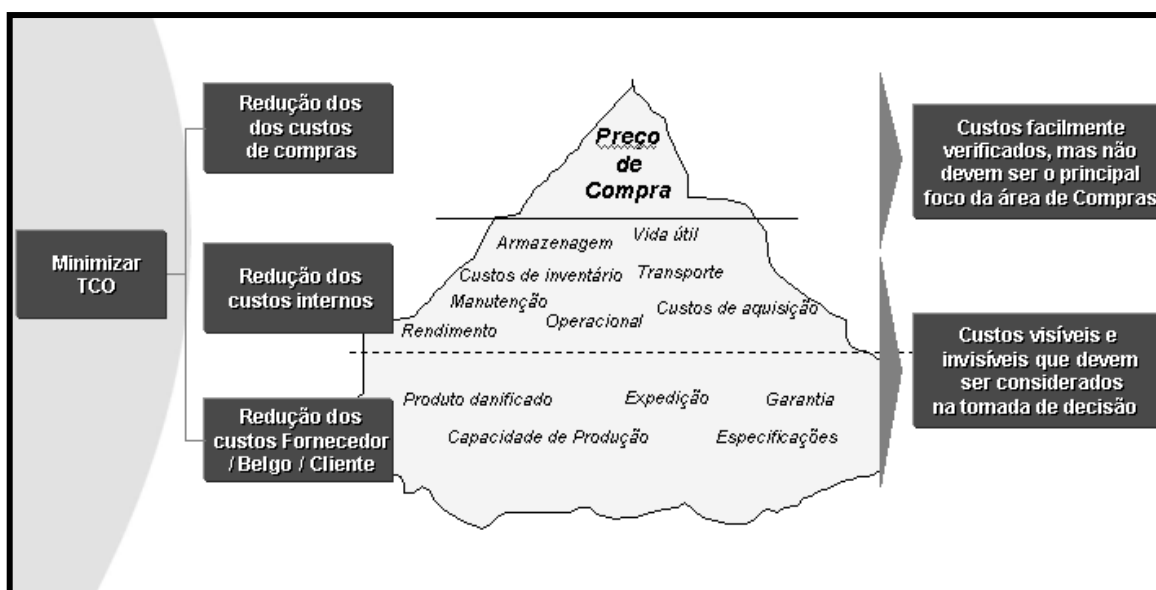 Minimizar
TCO
Redução dos
dos custos
de compras
Redução dos
custos internos
Redução dos
custos Fornecedor
/ Belgo / Cliente
Preço
de
Compra
Armazenagem
Vida útil
Custos de inventário
Transporte
Manutenção
Custos de aquisição
Rendimento
Operacional
Produto danificado
Expedição
Garantia
Capacidade de Produção
Especificações
Custos facilmente
verificados, mas não
devem ser o principal
foco da área de Compras
Custos visíveis e
invisíveis que devem
ser considerados
na tomada de decisão